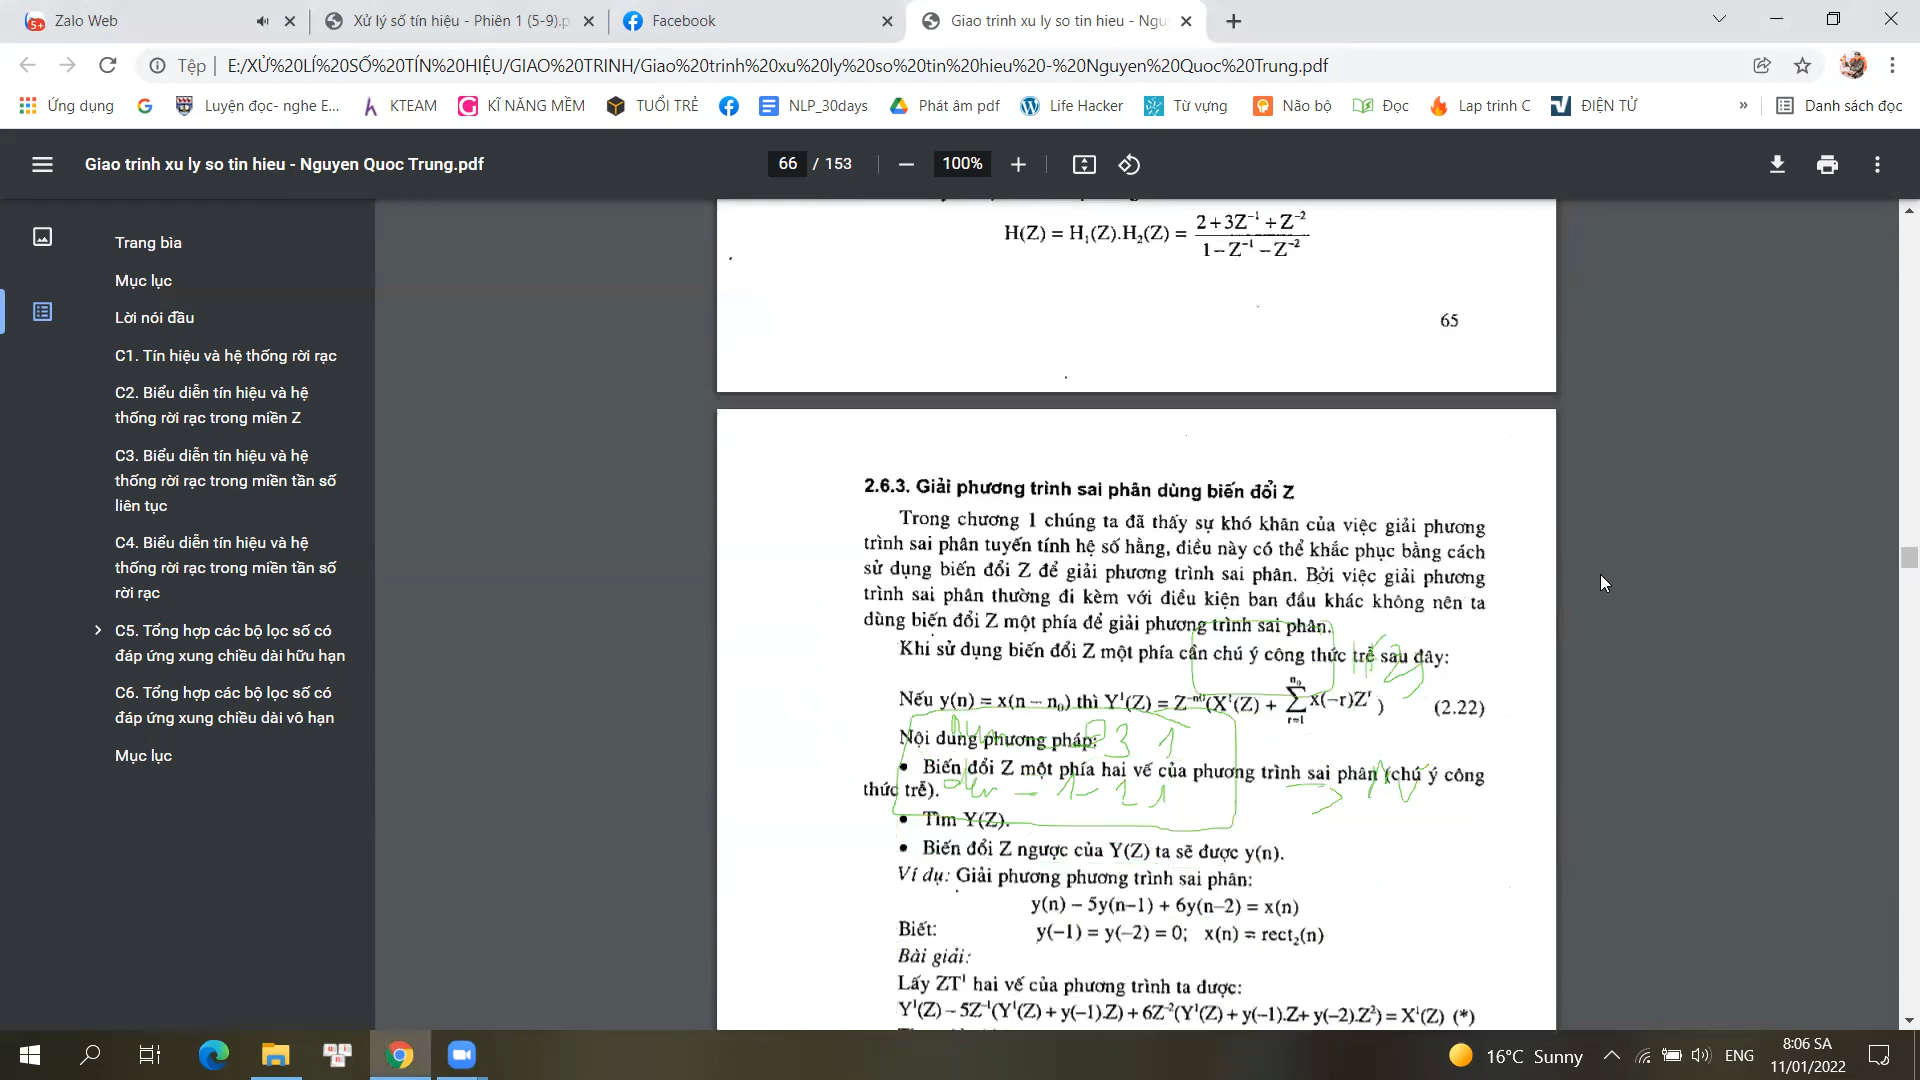 Zalo Web
Xử lý số tín hiệu - Phiên 1 (5-9).p
Facebook
Giao trinh xu ly so tin hieu - Ngu
Tệp
E:/XỬ%20LÍ%20SỐ%20TÍN%20HIỆU/GIAO%20TRINH/Giao%20trinh%20xu%20ly%20so%20tin%20hieu%20-%20Nguyen%20Quoc%20Trung.pdf
Ứng dụng
Luyện đọc- nghe E...
KTEAM
KĨ NĂNG MỀM
TUỔI TRẺ
NLP_30days
Phát âm pdf
Life Hacker
Từ vựng
Não bộ
Đọc
Lap trinh C
ĐIỆN TỬ
»
Danh sách đọc
Giao trinh xu ly so tin hieu - Nguyen Quoc Trung.pdf
66 / 153
100%
Trang bìa
Mục lục
Lời nói đầu
C1. Tín hiệu và hệ thống rời rạc
C2. Biểu diễn tín hiệu và hệ
thống rời rạc trong miền Z
C3. Biểu diễn tín hiệu và hệ
thống rời rạc trong miền tần số
liên tục
C4. Biểu diễn tín hiệu và hệ
thống rời rạc trong miền tần số
rời rạc
C5. Tổng hợp các bộ lọc số có
đáp ứng xung chiều dài hữu hạn
C6. Tổng hợp các bộ lọc số có
đáp ứng xung chiều dài vô hạn
Mục lục
H(Z) = H₁(Z).H₂(Z) = (2+3Z⁻¹+Z⁻²)/(1−Z⁻¹−Z⁻²)
65
2.6.3. Giải phương trình sai phân dùng biến đổi Z
Trong chương 1 chúng ta đã thấy sự khó khăn của việc giải phương
trình sai phân tuyến tính hệ số hằng, điều này có thể khắc phục bằng cách
sử dụng biến đổi Z để giải phương trình sai phân. Bởi việc giải phương
trình sai phân thường đi kèm với điều kiện ban đầu khác không nên ta
dùng biến đổi Z một phía để giải phương trình sai phân.
Khi sử dụng biến đổi Z một phía cần chú ý công thức trễ sau đây:
Nếu y(n) = x(n − n₀) thì Y¹(Z) = Z⁻ⁿ⁰(X¹(Z) + Σ_{r=1}^{n₀} x(−r)Zʳ ) (2.22)
Nội dung phương pháp:
• Biến đổi Z một phía hai vế của phương trình sai phân (chú ý công
thức trễ).
• Tìm Y(Z).
• Biến đổi Z ngược của Y(Z) ta sẽ được y(n).
Ví dụ: Giải phương phương trình sai phân:
y(n) − 5y(n−1) + 6y(n−2) = x(n)
Biết: y(−1) = y(−2) = 0; x(n) = rect₂(n)
Bài giải:
Lấy ZT¹ hai vế của phương trình ta được:
Y¹(Z) − 5Z⁻¹(Y¹(Z) + y(−1).Z) + 6Z⁻²(Y¹(Z) + y(−1).Z+ y(−2).Z²) = X¹(Z) (*)
16°C Sunny
ENG
8:06 SA
11/01/2022